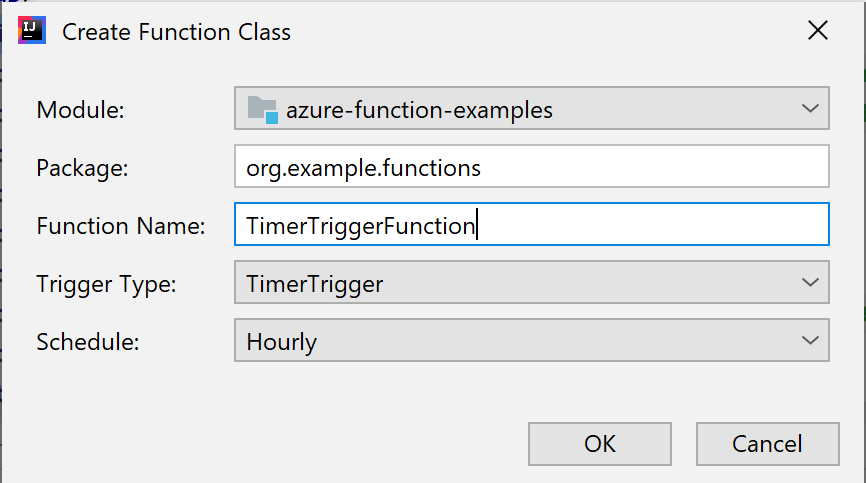 IJ
Create Function Class
Module: azure-function-examples
Package: org.example.functions
Function Name: TimerTriggerFunction
Trigger Type: TimerTrigger
Schedule: Hourly
OK Cancel